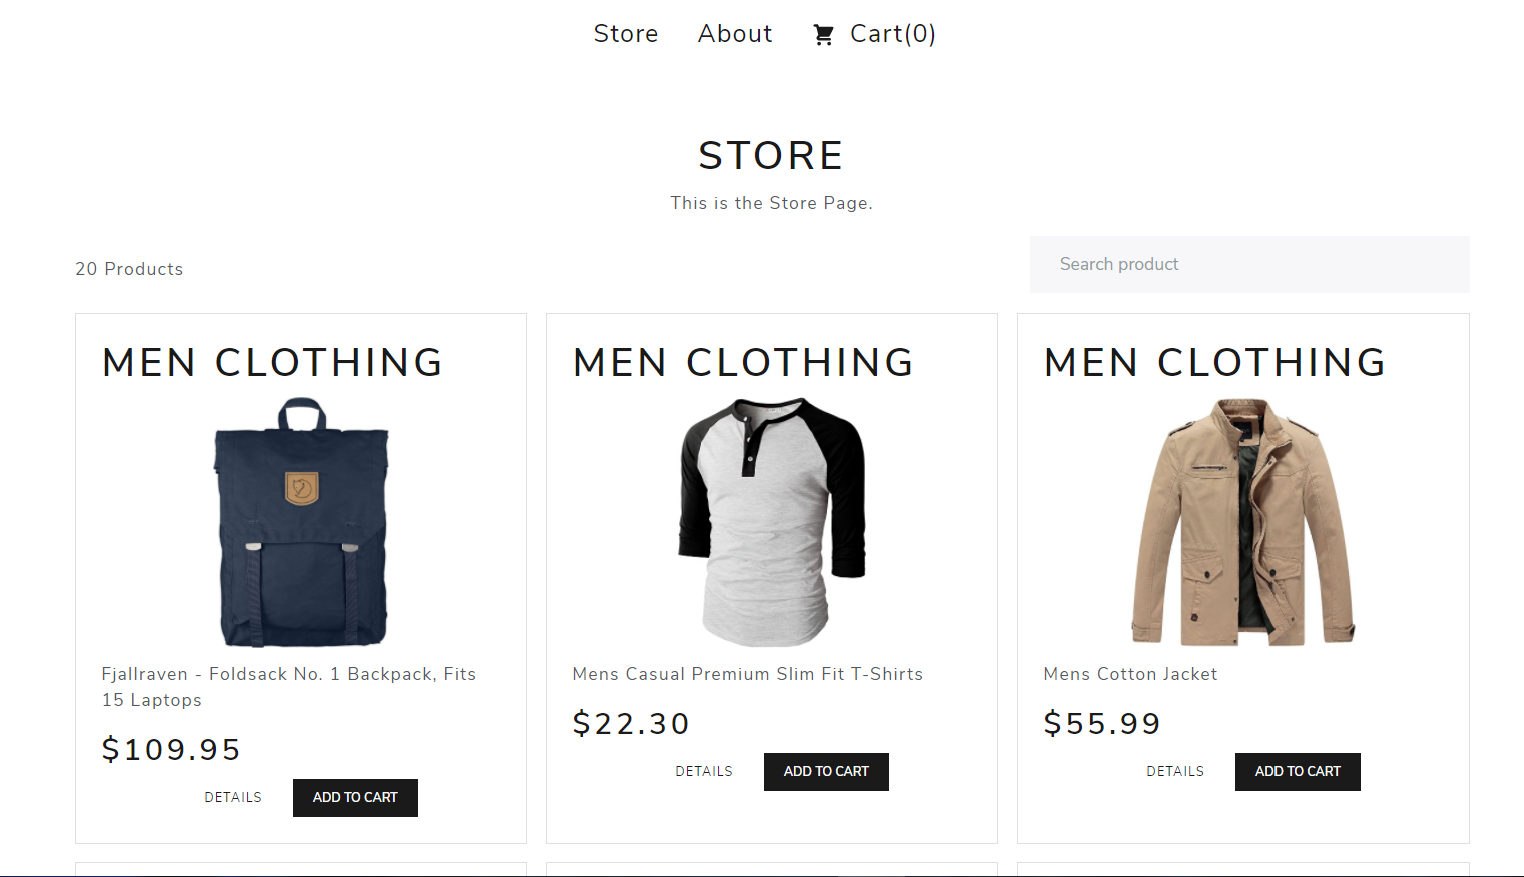 Store About Cart(0)
STORE
This is the Store Page.
20 Products
Search product
MEN CLOTHING
Fjallraven - Foldsack No. 1 Backpack, Fits
15 Laptops
$109.95
DETAILS ADD TO CART
MEN CLOTHING
Mens Casual Premium Slim Fit T-Shirts
$22.30
DETAILS ADD TO CART
MEN CLOTHING
Mens Cotton Jacket
$55.99
DETAILS ADD TO CART